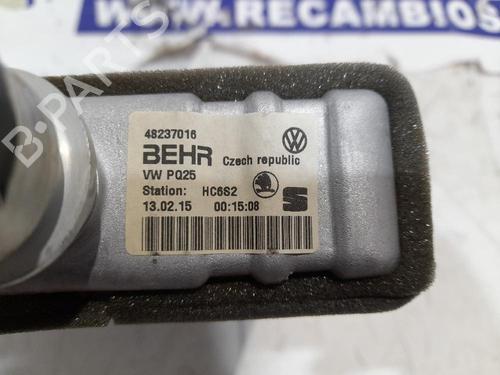 WWW.RECAMBIOS
48237016
BEHR Czech republic
VW PQ25
Station: HC6S2
13.02.15 00:15:08
B-Parts